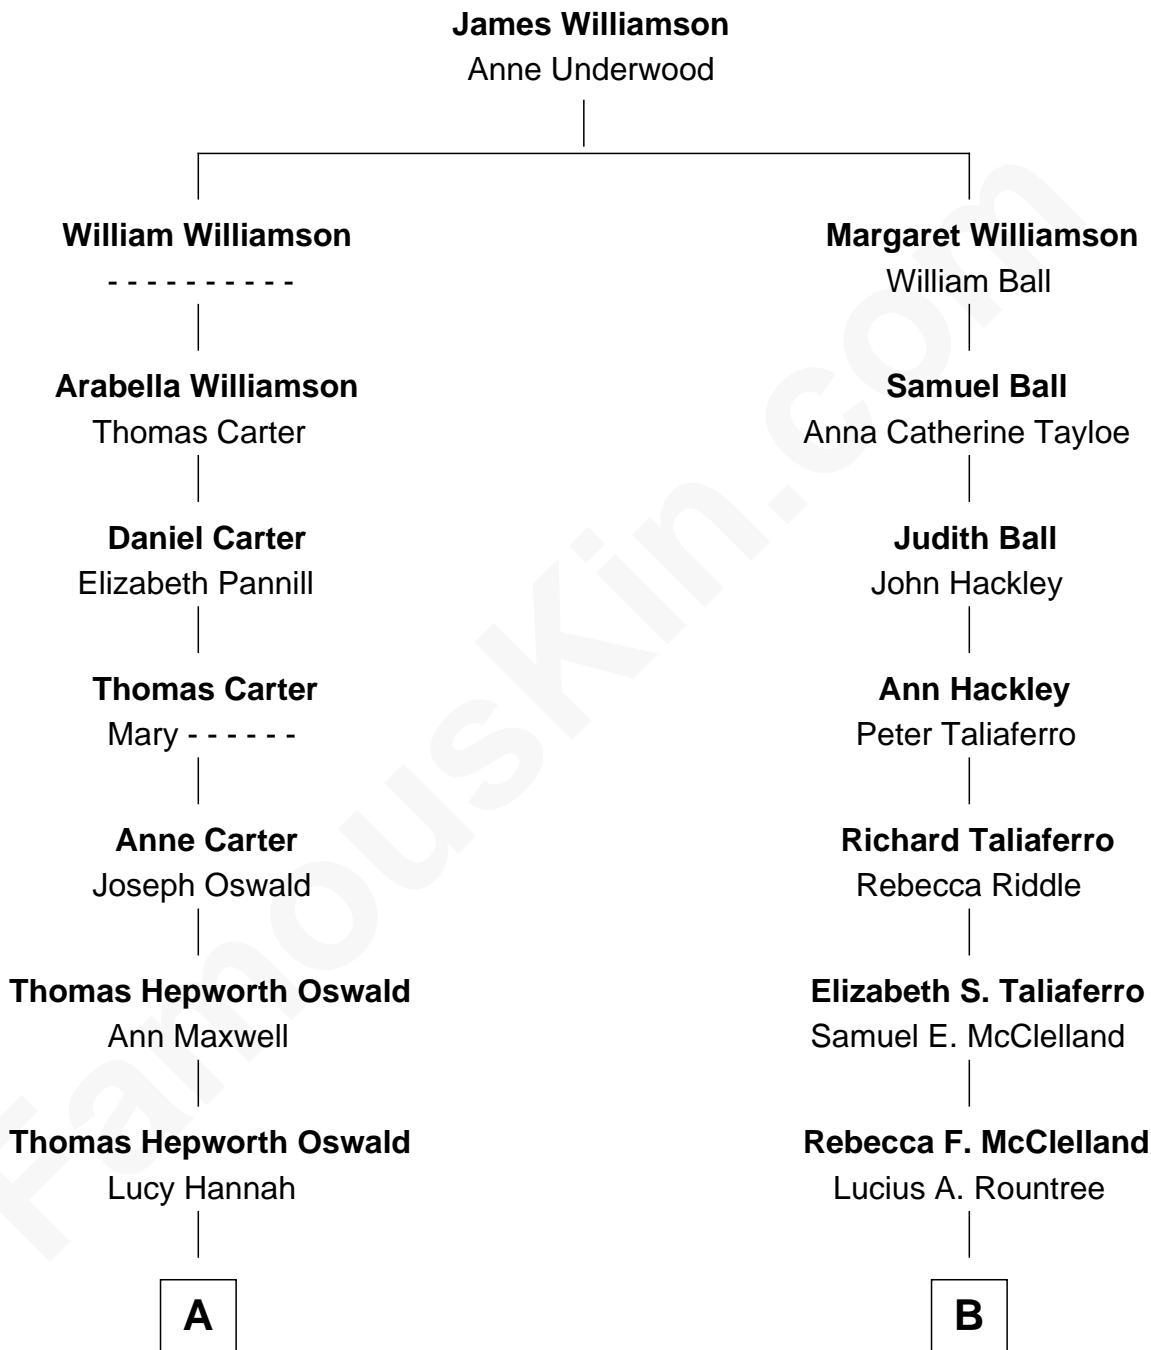 James Williamson
Anne Underwood
William Williamson
- - - - - - - - - -
Arabella Williamson
Thomas Carter
Daniel Carter
Elizabeth Pannill
Thomas Carter
Mary - - - - - -
Anne Carter
Joseph Oswald
Thomas Hepworth Oswald
Ann Maxwell
Thomas Hepworth Oswald
Lucy Hannah
A
Margaret Williamson
William Ball
Samuel Ball
Anna Catherine Tayloe
Judith Ball
John Hackley
Ann Hackley
Peter Taliaferro
Richard Taliaferro
Rebecca Riddle
Elizabeth S. Taliaferro
Samuel E. McClelland
Rebecca F. McClelland
Lucius A. Rountree
B
FamousKin.com